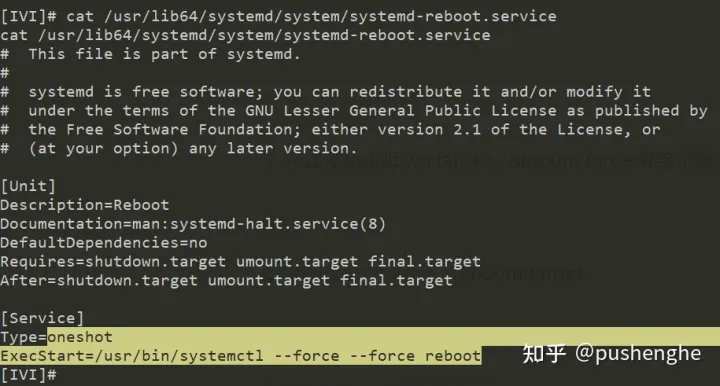 [IVI]# cat /usr/lib64/systemd/system/systemd-reboot.service
cat /usr/lib64/systemd/system/systemd-reboot.service
#  This file is part of systemd.
#
#  systemd is free software; you can redistribute it and/or modify it
#  under the terms of the GNU Lesser General Public License as published by
#  the Free Software Foundation; either version 2.1 of the License, or
#  (at your option) any later version.

[Unit]
Description=Reboot
Documentation=man:systemd-halt.service(8)
DefaultDependencies=no
Requires=shutdown.target umount.target final.target
After=shutdown.target umount.target final.target

[Service]
Type=oneshot
ExecStart=/usr/bin/systemctl --force --force reboot
[IVI]#
知乎 @pushenghe